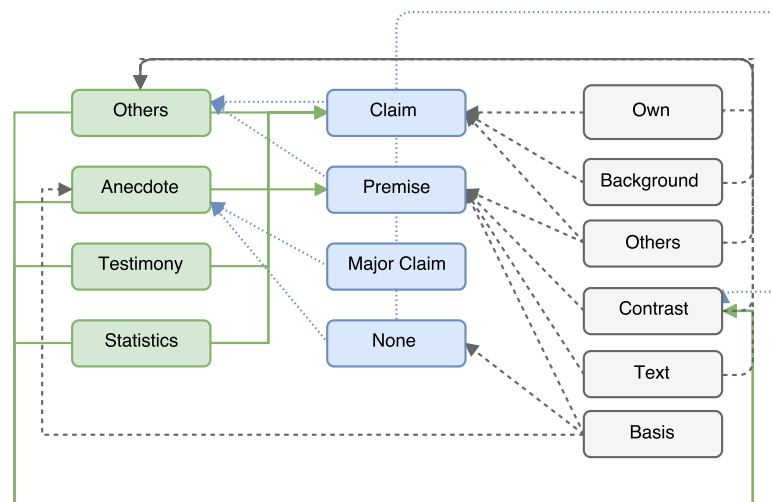 Others
Anecdote
Testimony
Statistics
Claim
Premise
Major Claim
None
Own
Background
Others
Contrast
Text
Basis